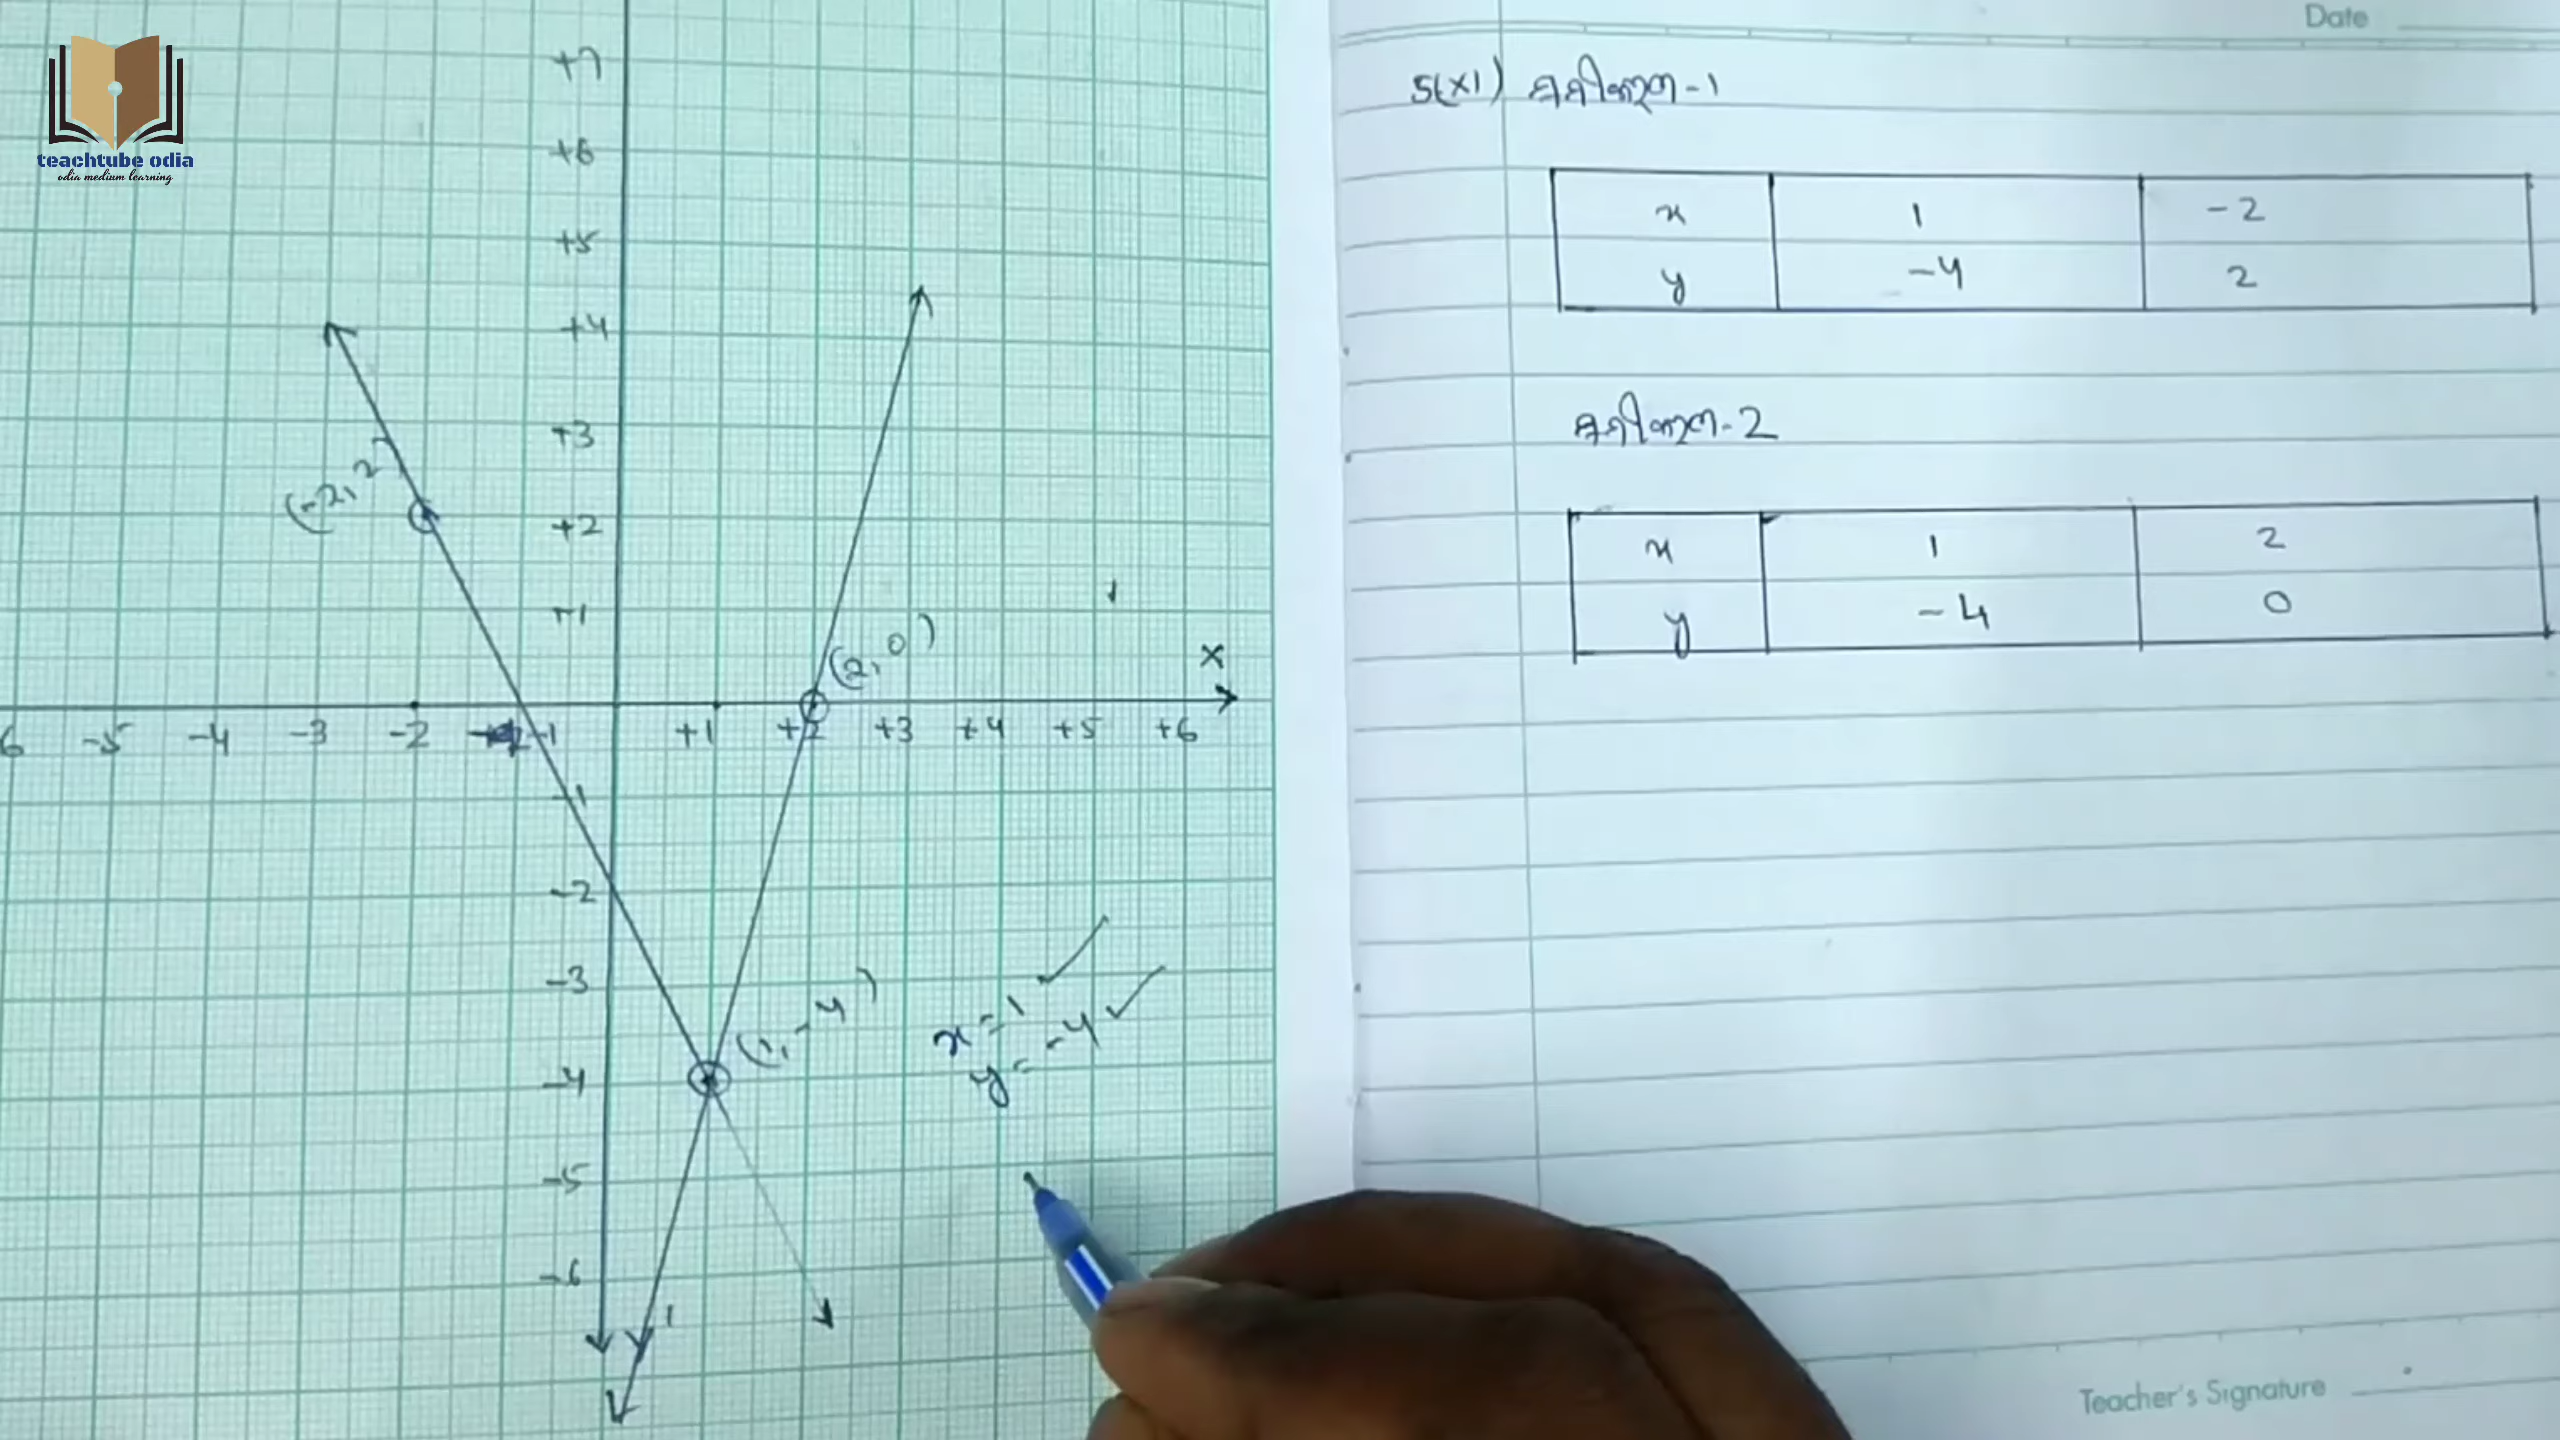 teachtube odia
odia medium learning
Date
5(XI) ସମୀକରଣ-1
x 1 -2
y -4 2
ସମୀକରଣ-2
x 1 2
y -4 0
+7
+6
+5
+4
+3
(-2, 2)
+2
+1
(2, 0)
X
6 -5 -4 -3 -2 -1 +1 +2 +3 +4 +5 +6
-1
-2
-3
(1, -4)
x = 1
y = -4
-4
-5
-6
Y'
Teacher's Signature